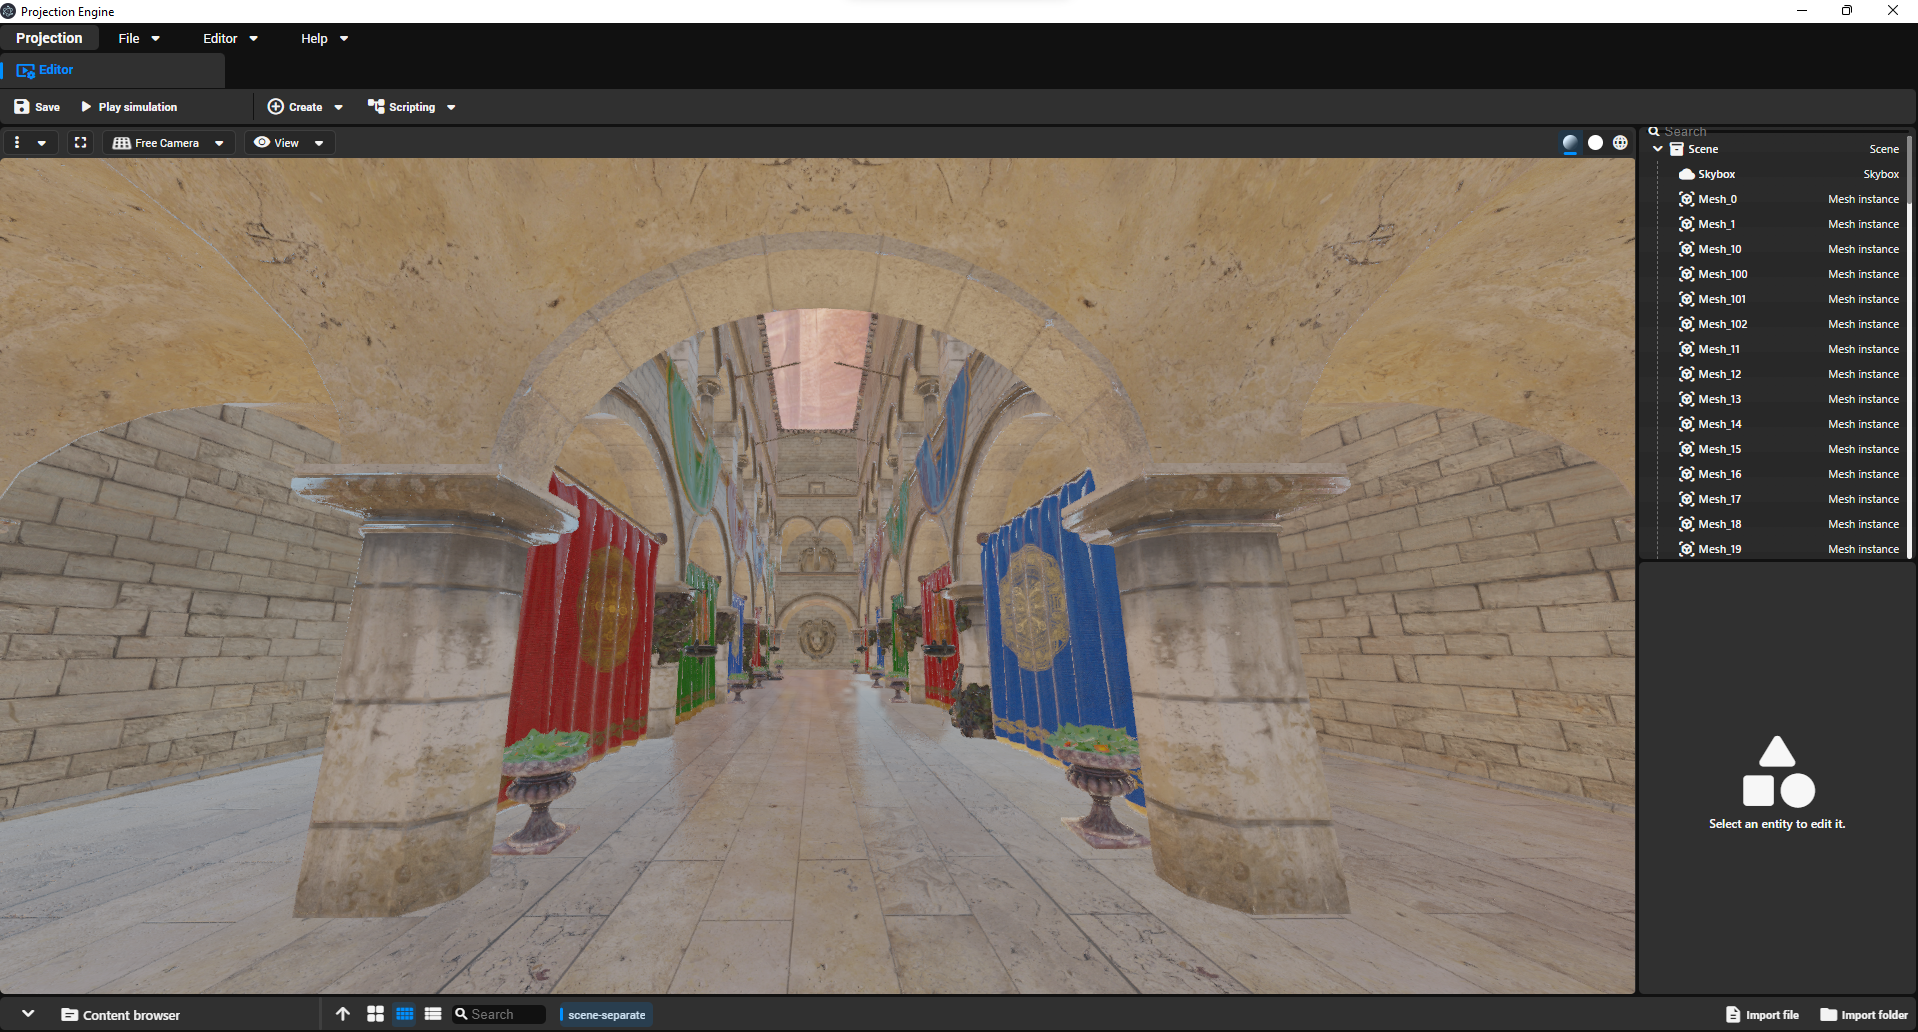 Projection Engine
Projection File Editor Help
Editor
Save Play simulation Create Scripting
Free Camera View
Search
Scene Scene
Skybox Skybox
Mesh_0 Mesh instance
Mesh_1 Mesh instance
Mesh_10 Mesh instance
Mesh_100 Mesh instance
Mesh_101 Mesh instance
Mesh_102 Mesh instance
Mesh_11 Mesh instance
Mesh_12 Mesh instance
Mesh_13 Mesh instance
Mesh_14 Mesh instance
Mesh_15 Mesh instance
Mesh_16 Mesh instance
Mesh_17 Mesh instance
Mesh_18 Mesh instance
Mesh_19 Mesh instance
Select an entity to edit it.
Content browser Search scene-separate Import file Import folder